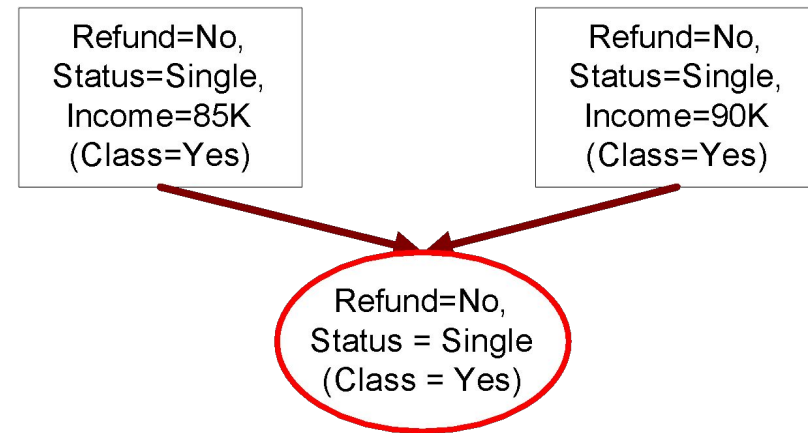 Refund=No,
Status=Single,
Income=85K
(Class=Yes)
Refund=No,
Status=Single,
Income=90K
(Class=Yes)
Refund=No,
Status = Single
(Class = Yes)